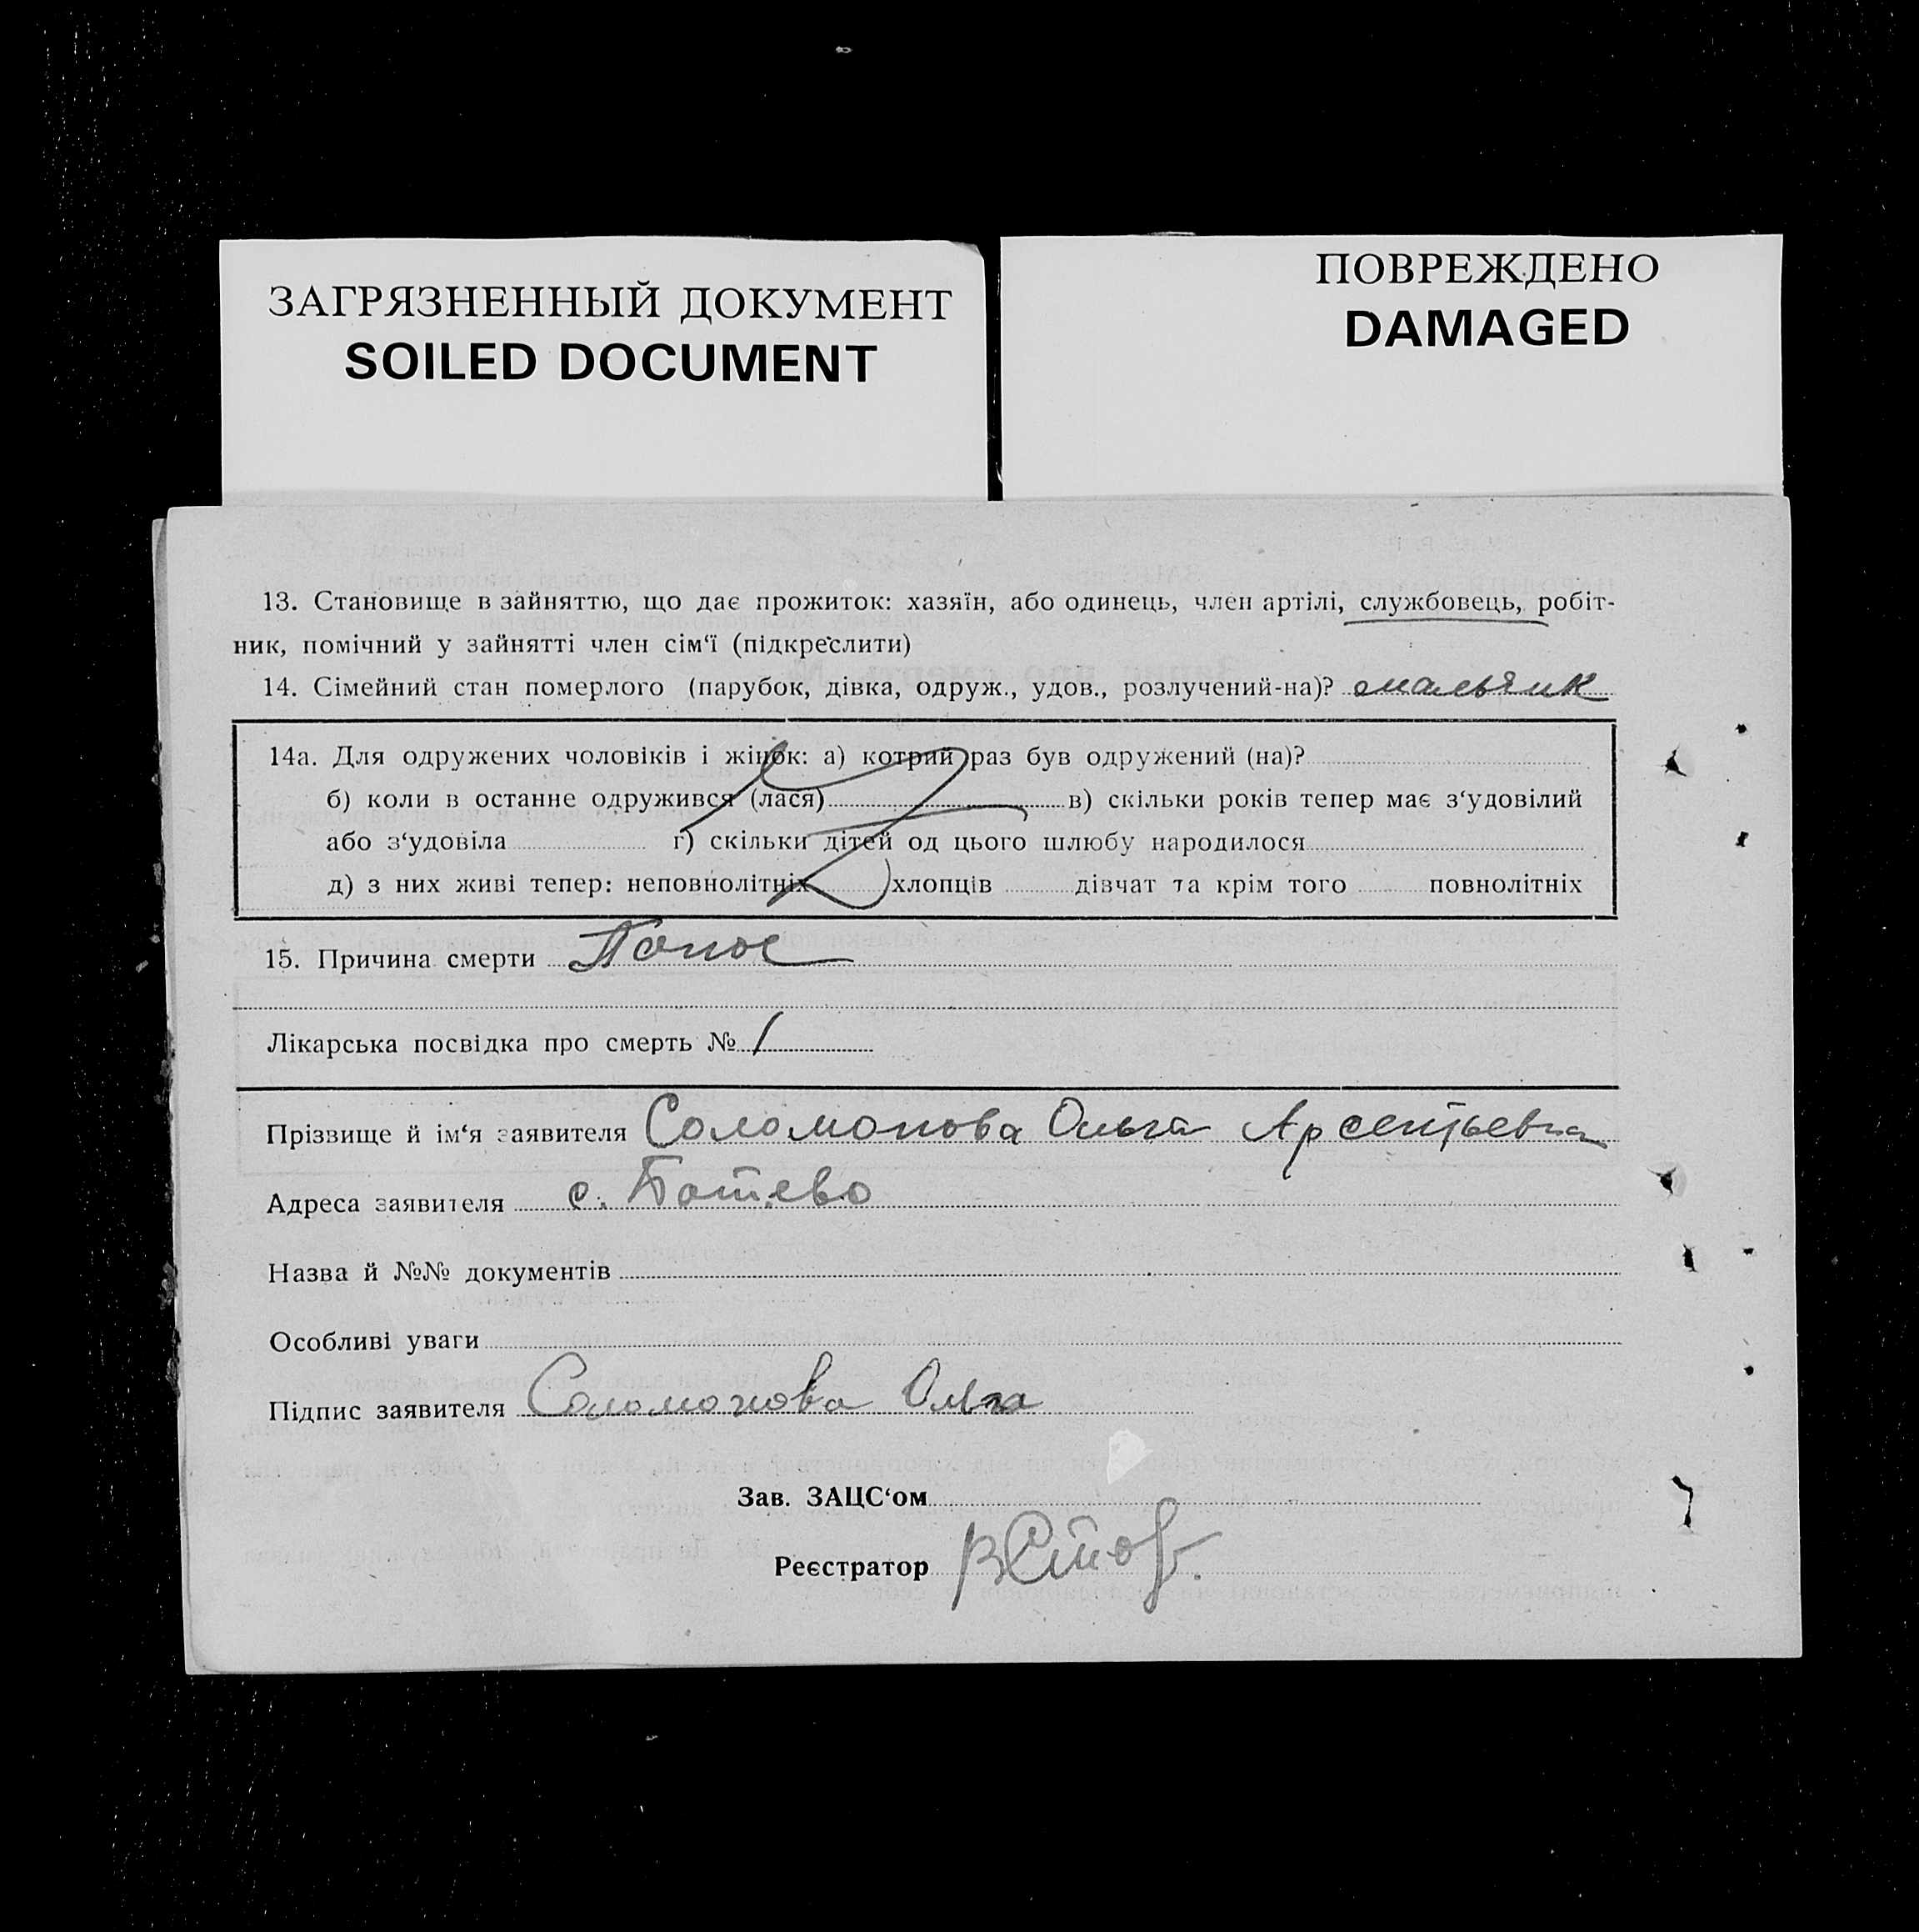 ЗАГРЯЗНЕННЫЙ ДОКУМЕНТ
SOILED DOCUMENT
ПОВРЕЖДЕНО
DAMAGED
13. Становище в зайняттю, що дає прожиток: хазяїн, або одинець, член артілі, службовець, робіт-
ник, помічний у зайнятті член сім‘ї (підкреслити)
14. Сімейний стан померлого (парубок, дівка, одруж., удов., розлучений-на)? мальчик
14а. Для одружених чоловіків і жінок: а) котрий раз був одружений (на)?
б) коли в останне одружився (лася) в) скільки років тепер має з‘удовілий
або з‘удовіла г) скільки дітей од цього шлюбу народилося
д) з них живі тепер: неповнолітніх хлопців дівчат та крім того повнолітніх
15. Причина смерти Понос
Лікарська посвідка про смерть №
Прізвище й ім‘я заявителя Соломонова Ольга Арсентьевна
Адреса заявителя с. Ботево
Назва й №№ документів
Особливі уваги
Підпис заявителя Соломонова Олга
Зав. ЗАЦС‘ом
Реєстратор